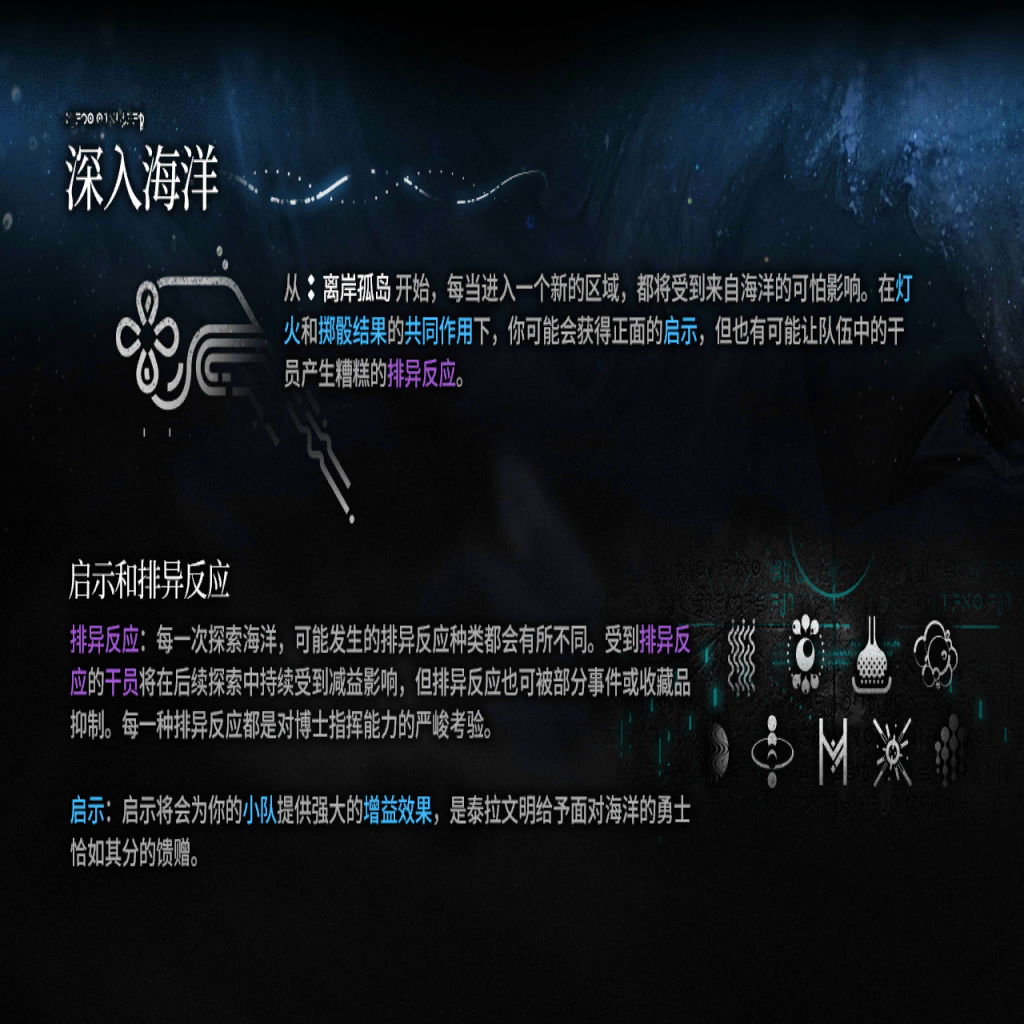 深入海洋
从：离岸孤岛 开始，每当进入一个新的区域，都将受到来自海洋的可怕影响。在灯
火和掷骰结果的共同作用下，你可能会获得正面的启示，但也有可能让队伍中的干
员产生糟糕的排异反应。
启示和排异反应
排异反应：每一次探索海洋，可能发生的排异反应种类都会有所不同。受到排异反
应的干员将在后续探索中持续受到减益影响，但排异反应也可被部分事件或收藏品
抑制。每一种排异反应都是对博士指挥能力的严峻考验。
启示：启示将会为你的小队提供强大的增益效果，是泰拉文明给予面对海洋的勇士
恰如其分的馈赠。